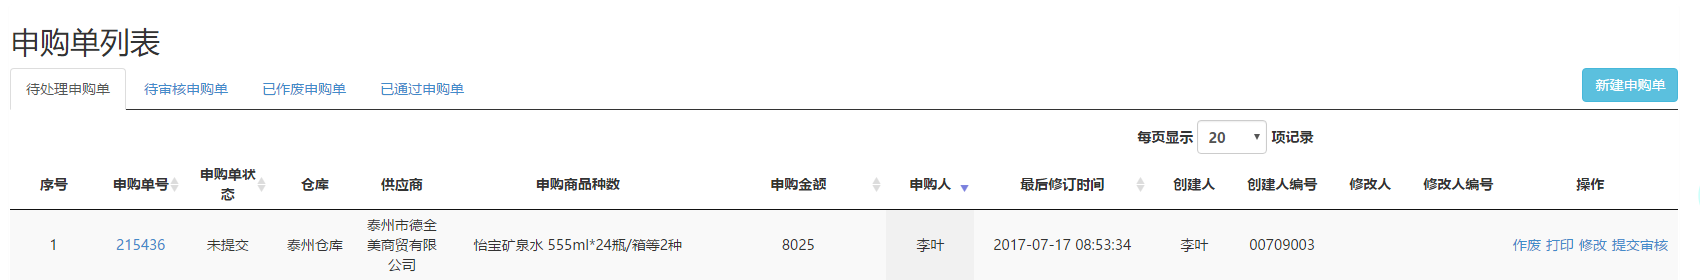 申购单列表
待处理申购单 待审核申购单 已作废申购单 已通过申购单 新建申购单
每页显示 20 项记录
序号 申购单号 申购单状态 仓库 供应商 申购商品种数 申购金额 申购人 最后修订时间 创建人 创建人编号 修改人 修改人编号 操作
1 215436 未提交 泰州仓库 泰州市德全美商贸有限公司 怡宝矿泉水 555ml*24瓶/箱等2种 8025 李叶 2017-07-17 08:53:34 李叶 00709003 作废 打印 修改 提交审核